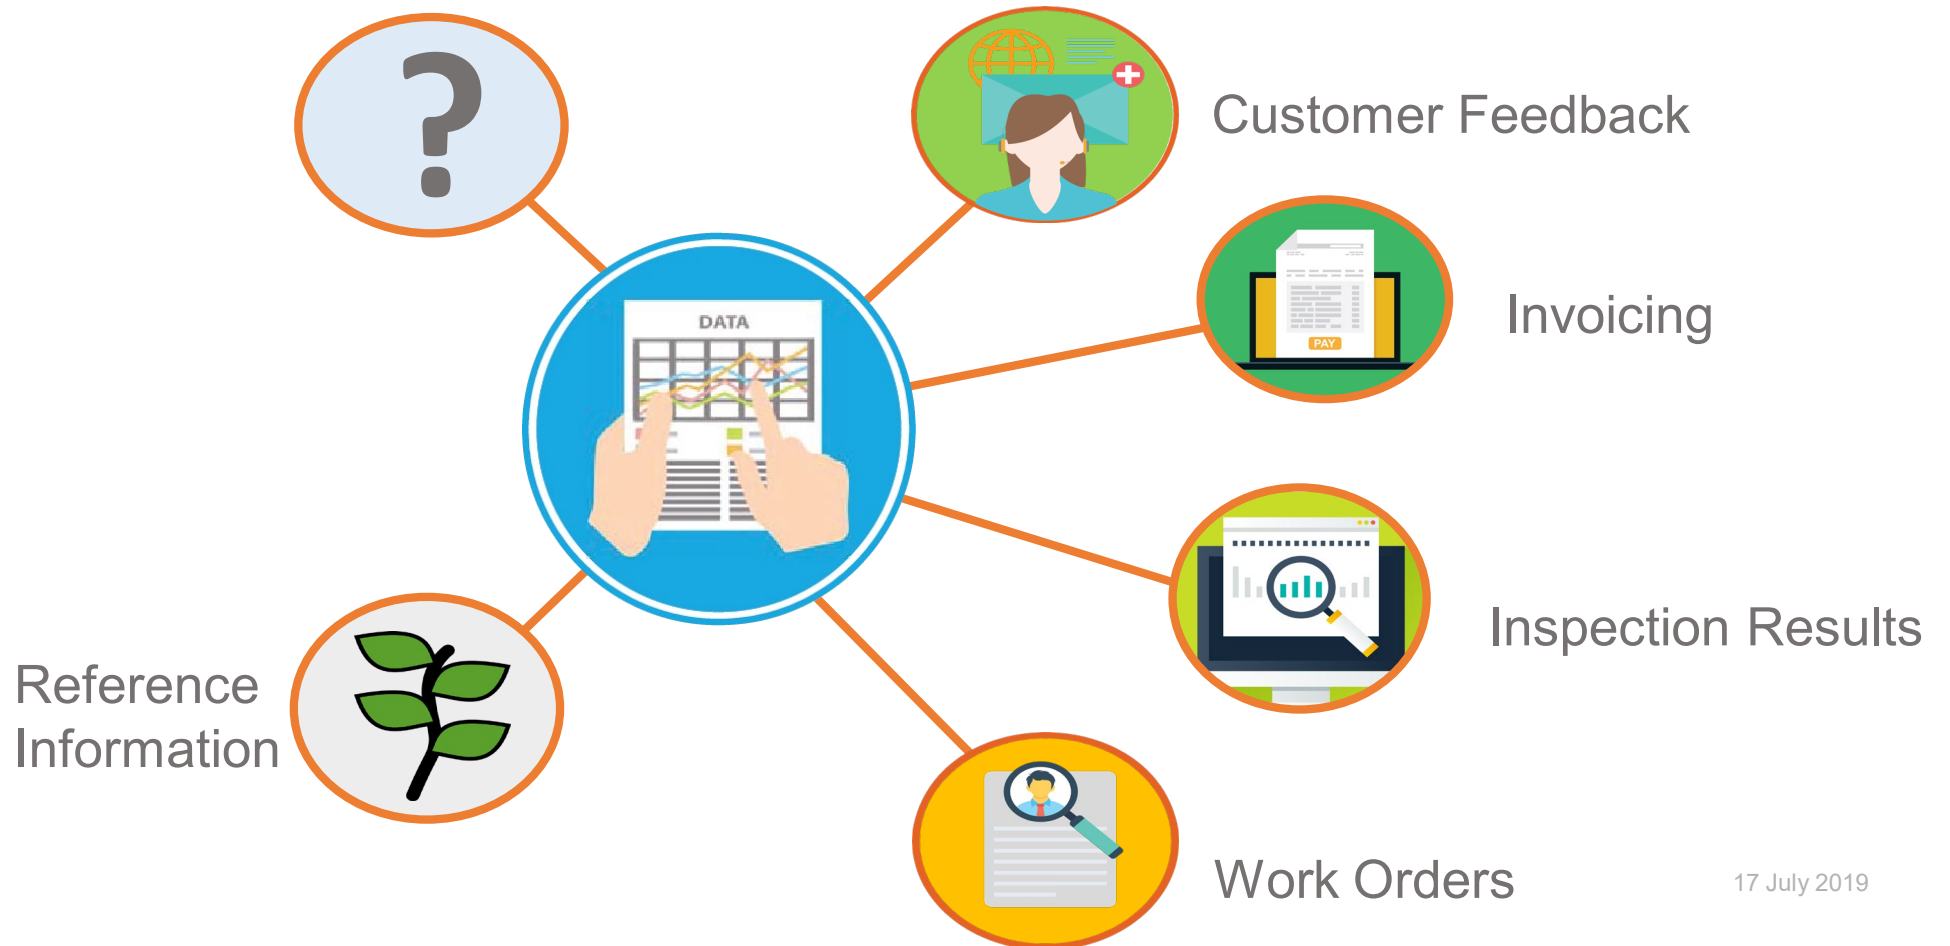 ?
Customer Feedback
Invoicing
DATA
PAY
Inspection Results
Reference
Information
Work Orders
17 July 2019